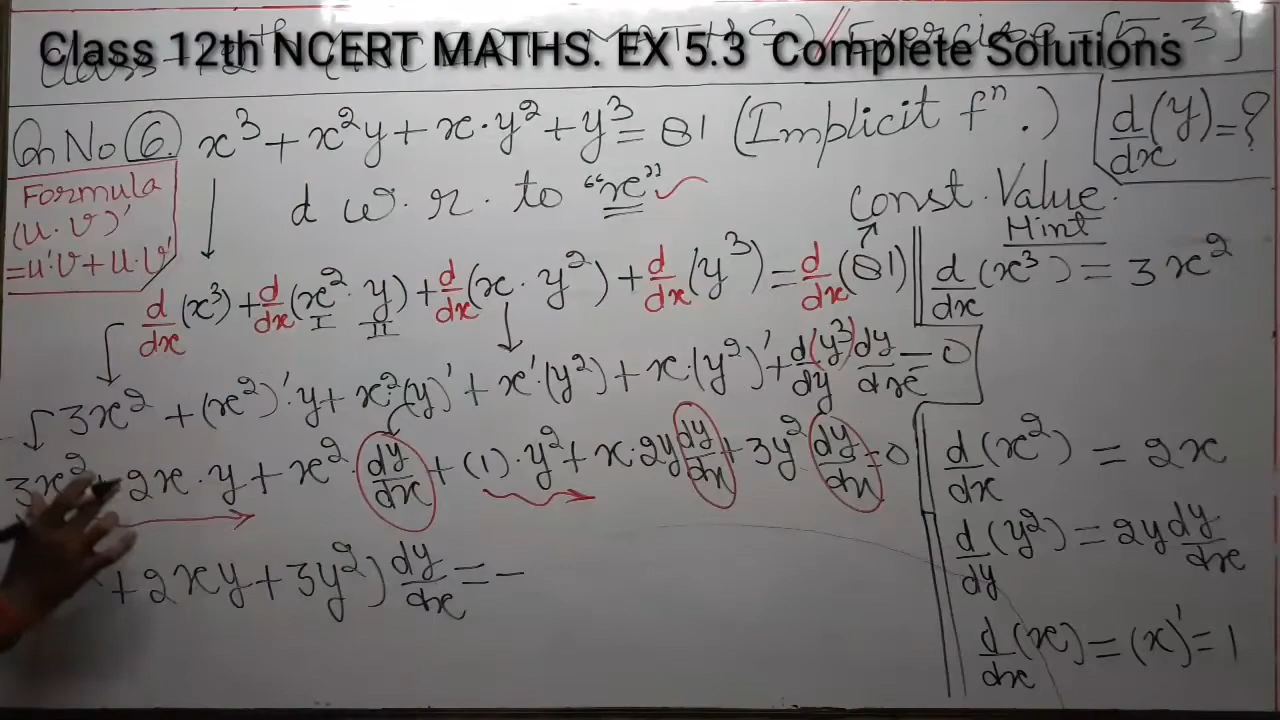 Class 12th NCERT MATHS. EX 5.3 Complete Solutions
Qn No (6) x³ + x²y + x·y² + y³ = 81 (Implicit fⁿ.) d/dx (y) = ?
Formula
(u·v)'
= u'·v + u·v'
d w.r. to "x"
Const. Value.
d/dx (x³) + d/dx (x² · y) + d/dx (x · y²) + d/dx (y³) = d/dx (81)
I II
3x² + (x²)'·y + x²·(y)' + x'·(y²) + x·(y²)' + d(y³)/dy dy/dx = 0
3x² + 2x·y + x²· dy/dx + (1)·y² + x·2y dy/dx + 3y² dy/dx = 0
+ 2xy + 3y²) dy/dx = −
Hint
d/dx (x³) = 3x²
d/dx (x²) = 2x
d/dy (y²) = 2y dy/dx
d/dx (x) = (x)' = 1